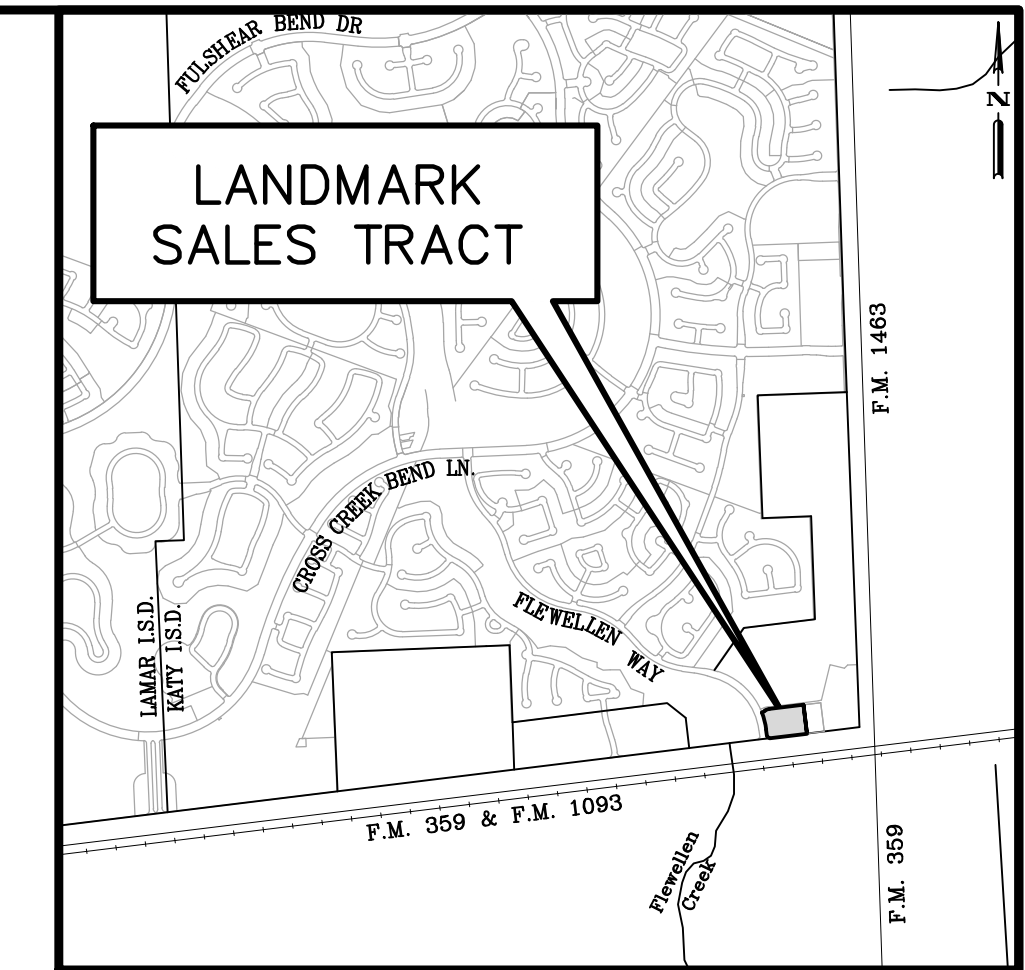 FULSHEAR BEND DR
N
LANDMARK
SALES TRACT
F.M. 1463
CROSS CREEK BEND LN.
FLEWELLEN WAY
LAMAR I.S.D.
KATY I.S.D.
F.M. 359 & F.M. 1093
Flewellen
Creek
F.M. 359